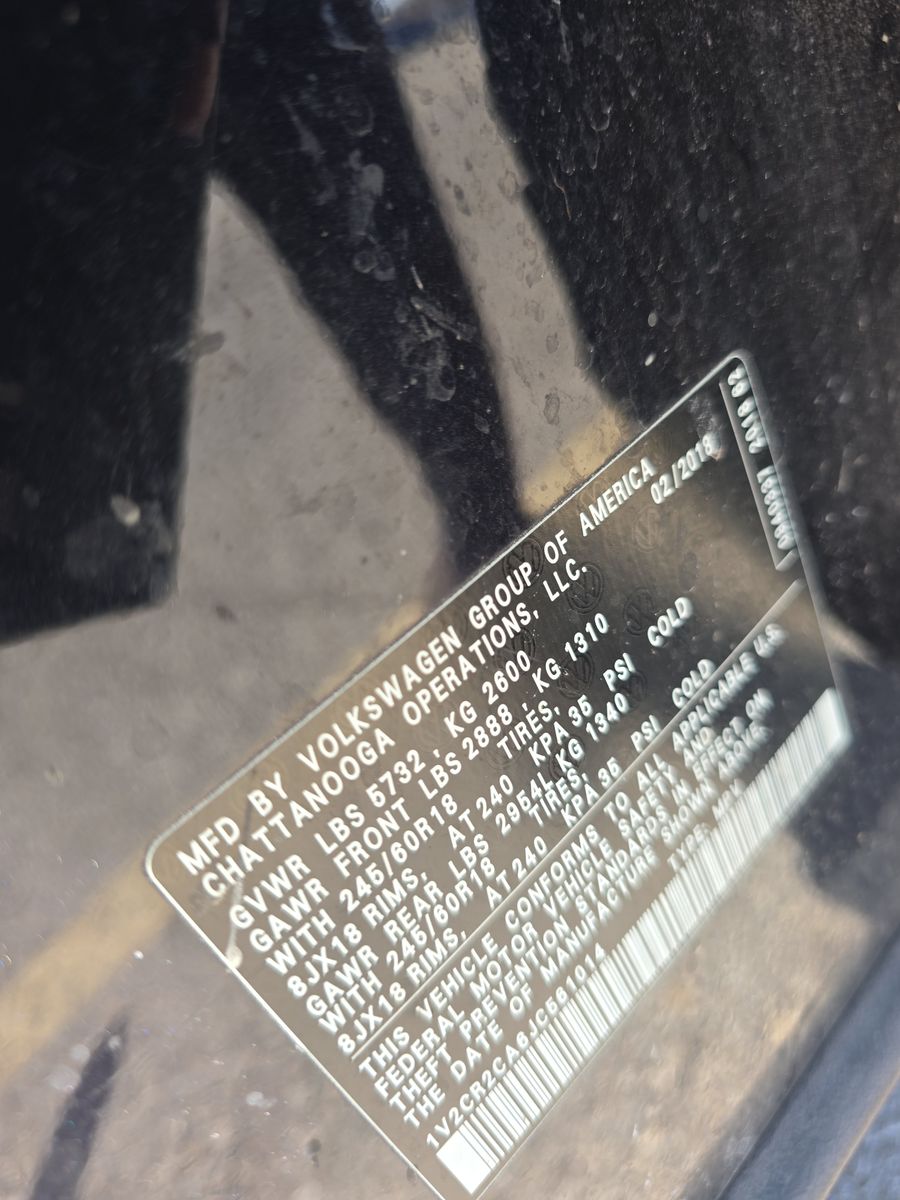 MFD BY VOLKSWAGEN GROUP OF AMERICA
CHATTANOOGA OPERATIONS, LLC.
02/2018
GVWR LBS 5732 , KG 2600
GAWR FRONT LBS 2888 , KG 1310
WITH 245/60R18 TIRES,
8JX18 RIMS, AT 240 KPA 35 PSI COLD
GAWR REAR LBS 2954, KG 1340
WITH 245/60R18 TIRES,
8JX18 RIMS, AT 240 KPA 35 PSI COLD
THIS VEHICLE CONFORMS TO ALL APPLICABLE U.S.
FEDERAL MOTOR VEHICLE SAFETY AND
THEFT PREVENTION STANDARDS IN EFFECT ON
THE DATE OF MANUFACTURE SHOWN ABOVE.
1V2CR2CA6JC561014 TYPE: MPV